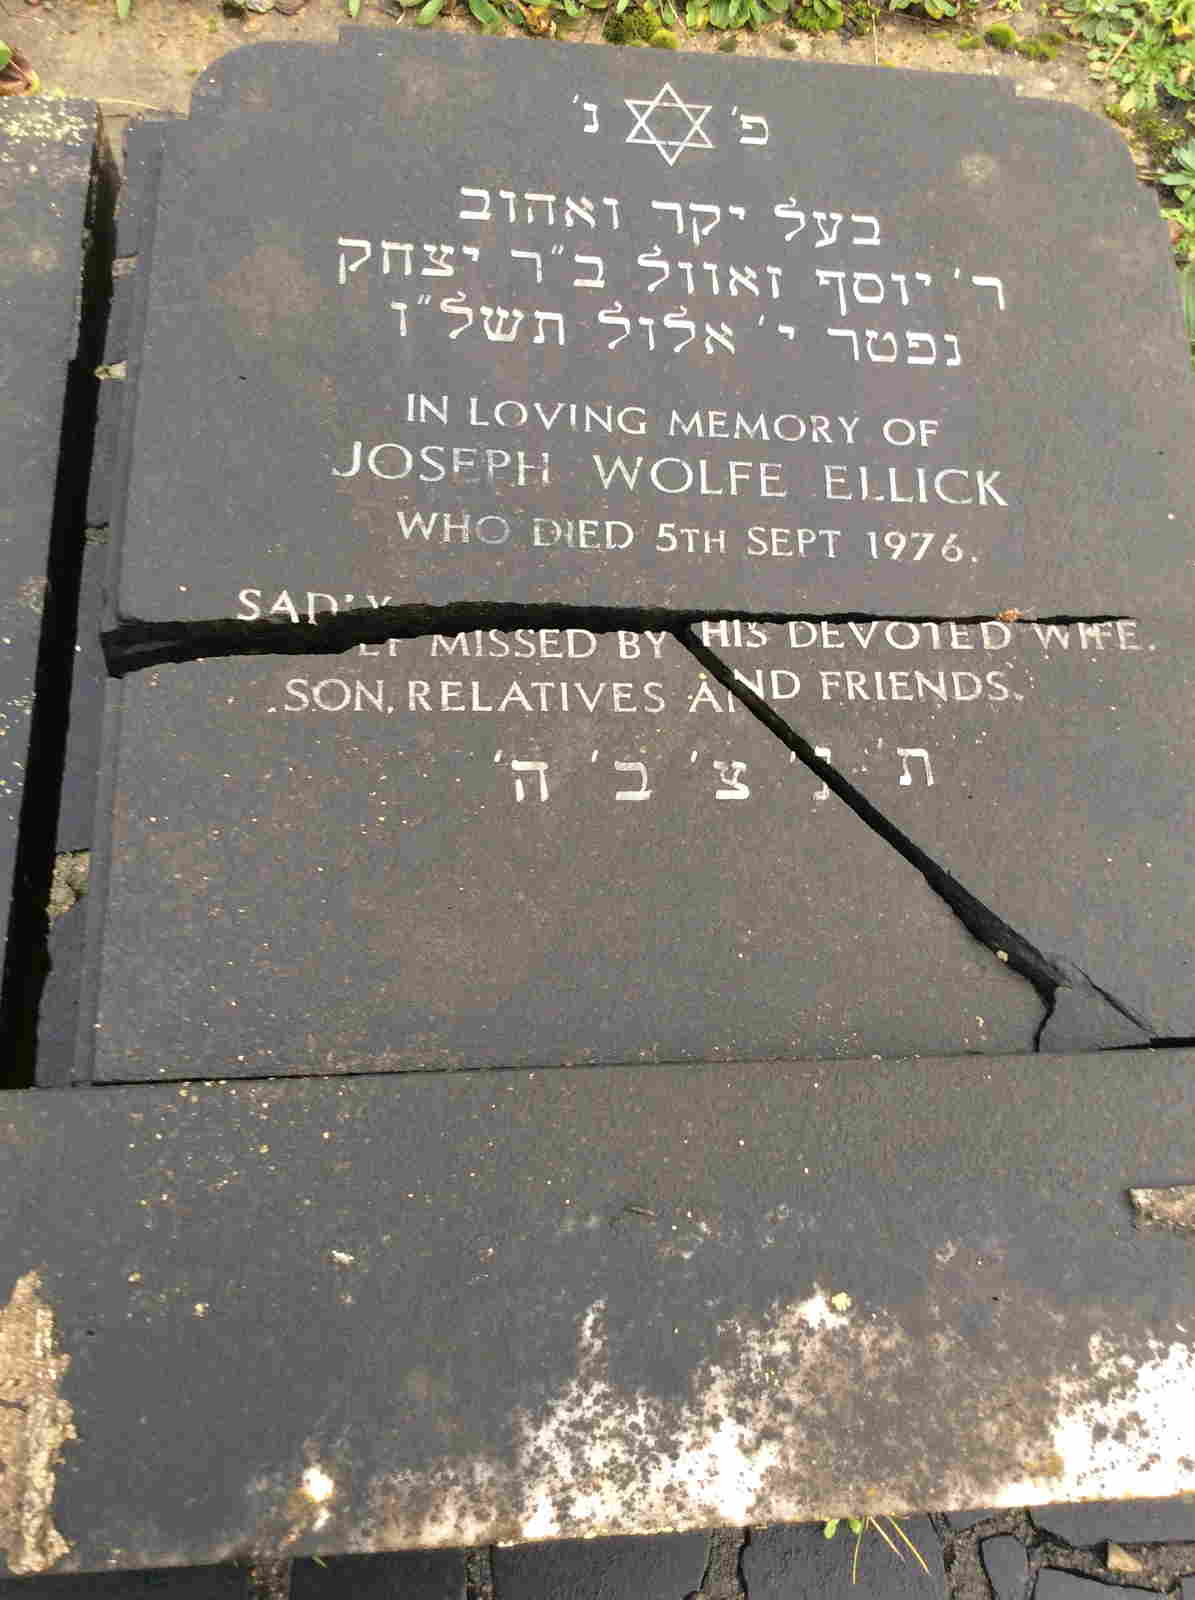 פ' נ'
בעל יקר ואהוב
ר' יוסף זאוול ב"ר יצחק
נפטר י' אלול תשל"ו
IN LOVING MEMORY OF
JOSEPH WOLFE ELLICK
WHO DIED 5TH SEPT 1976.
SADLY MISSED BY HIS DEVOTED WIFE.
SON, RELATIVES AND FRIENDS.
ת' נ' צ' ב' ה'